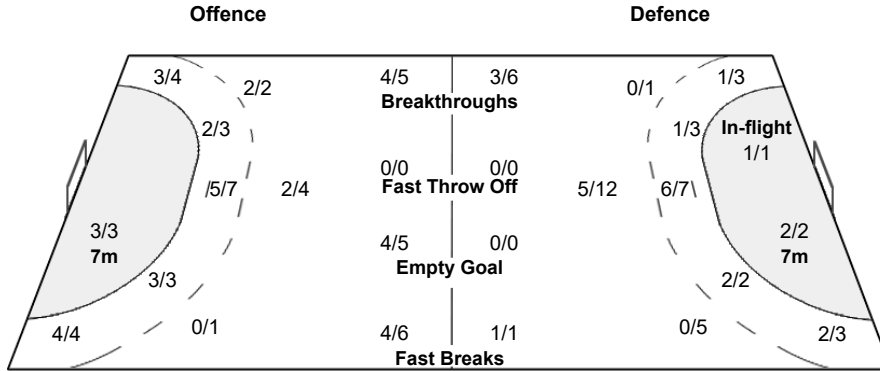 Offence Defence
3/4 2/2 4/5 3/6 0/1 1/3
Breakthroughs
2/3 1/3 In-flight
1/1
0/0 0/0
5/7 2/4 Fast Throw Off 5/12 6/7
3/3 4/5 0/0 2/2
7m Empty Goal 7m
3/3 2/2
4/4 0/1 4/6 1/1 0/5 2/3
Fast Breaks